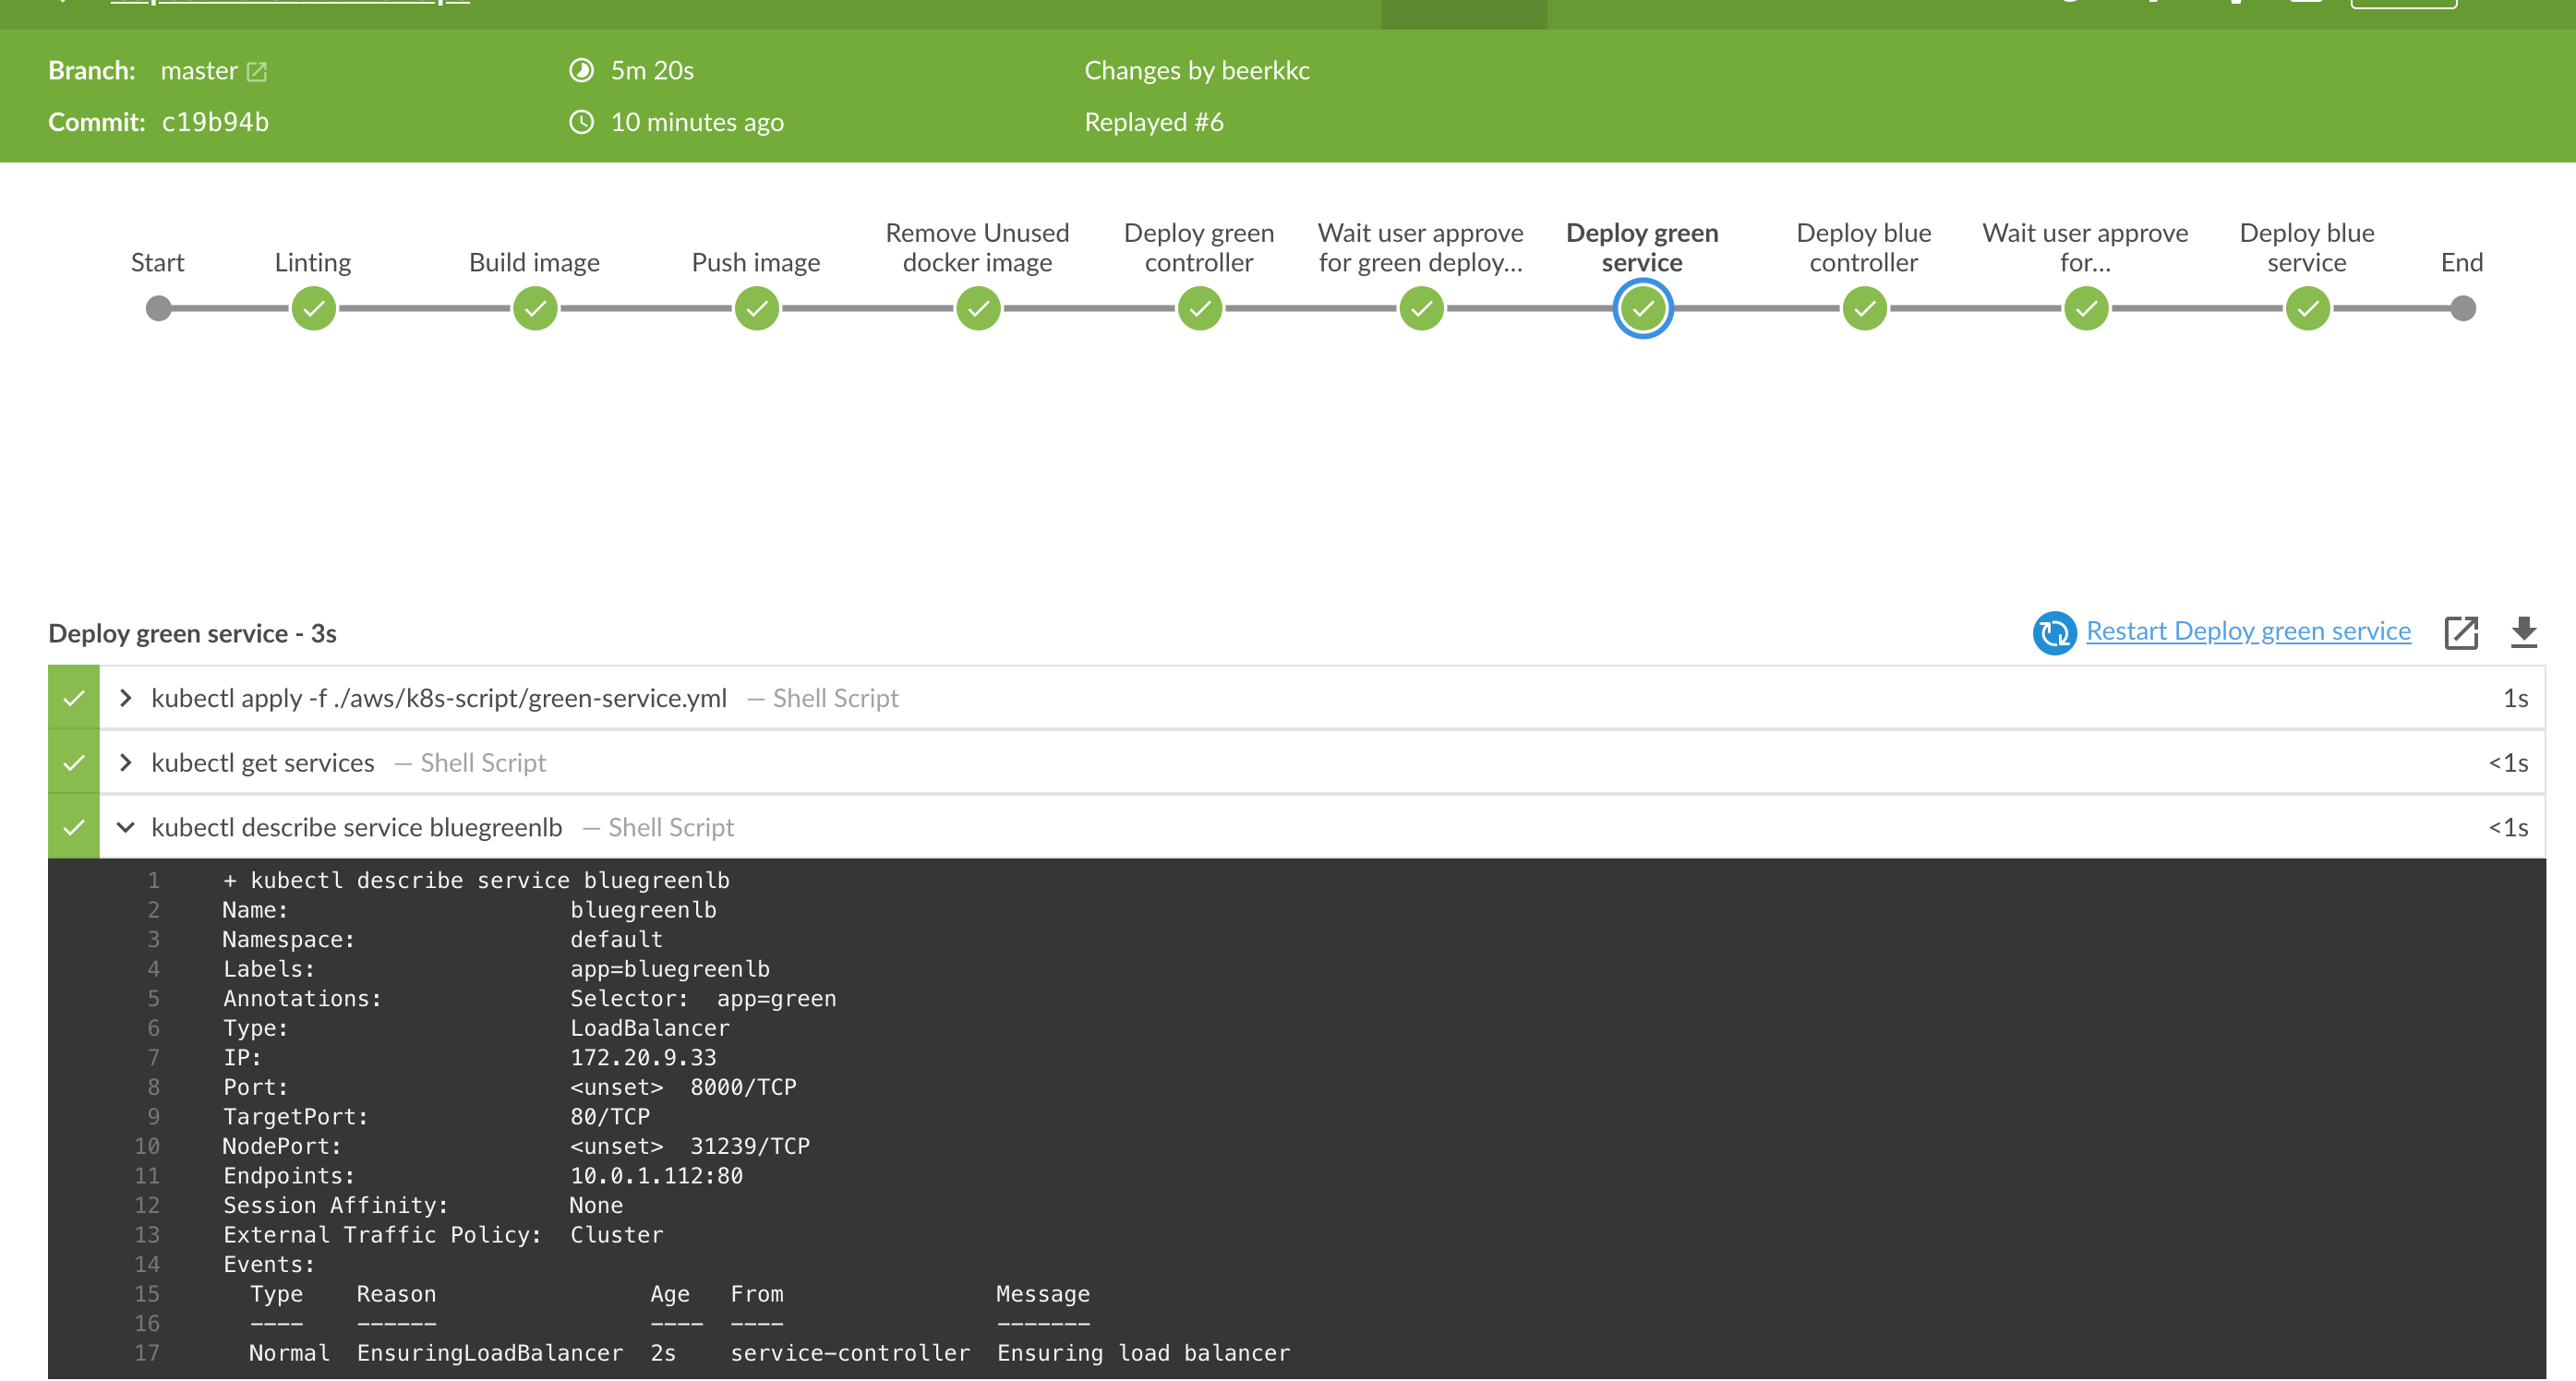 Branch: master 5m 20s Changes by beerkkc
Commit: c19b94b 10 minutes ago Replayed #6
Start
Linting
Build image
Push image
Remove Unused
docker image
Deploy green
controller
Wait user approve
for green deploy...
Deploy green
service
Deploy blue
controller
Wait user approve
for...
Deploy blue
service
End
Deploy green service - 3s Restart Deploy green service
kubectl apply -f ./aws/k8s-script/green-service.yml — Shell Script 1s
kubectl get services — Shell Script <1s
kubectl describe service bluegreenlb — Shell Script <1s
1 + kubectl describe service bluegreenlb
2 Name: bluegreenlb
3 Namespace: default
4 Labels: app=bluegreenlb
5 Annotations: Selector: app=green
6 Type: LoadBalancer
7 IP: 172.20.9.33
8 Port: <unset> 8000/TCP
9 TargetPort: 80/TCP
10 NodePort: <unset> 31239/TCP
11 Endpoints: 10.0.1.112:80
12 Session Affinity: None
13 External Traffic Policy: Cluster
14 Events:
15 Type Reason Age From Message
16 ---- ------ ---- ---- -------
17 Normal EnsuringLoadBalancer 2s service-controller Ensuring load balancer